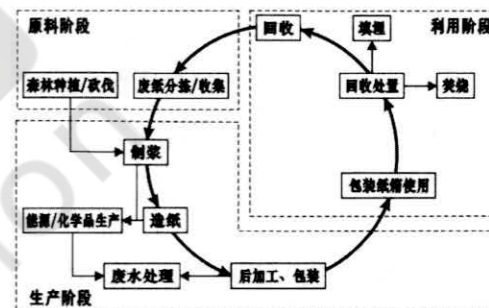 原料阶段
回收
填埋
利用阶段
森林种植/砍伐
废纸分拣/收集
回收处置
焚烧
制浆
包装纸箱使用
能源/化学品生产
造纸
废水处理
后加工、包装
生产阶段